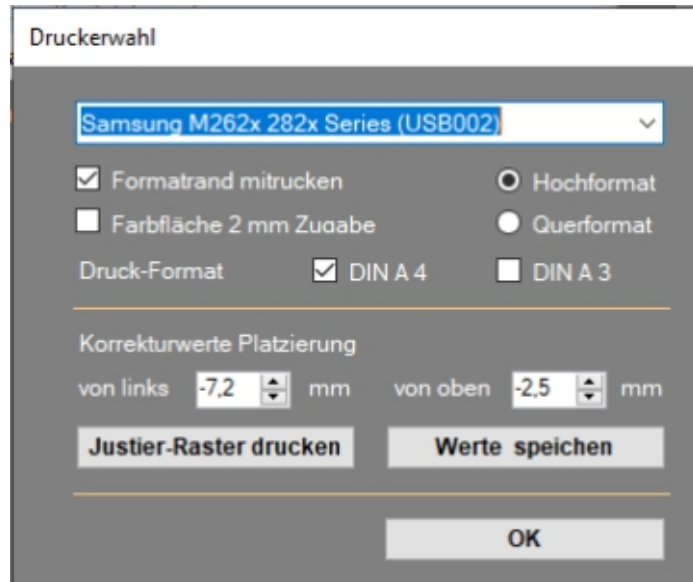 Druckerwahl
Samsung M262x 282x Series (USB002)
Formatrand mitrucken Hochformat
Farbfläche 2 mm Zugabe Querformat
Druck-Format DIN A 4 DIN A 3
Korrekturwerte Platzierung
von links -7,2 mm von oben -2,5 mm
Justier-Raster drucken Werte speichen
OK